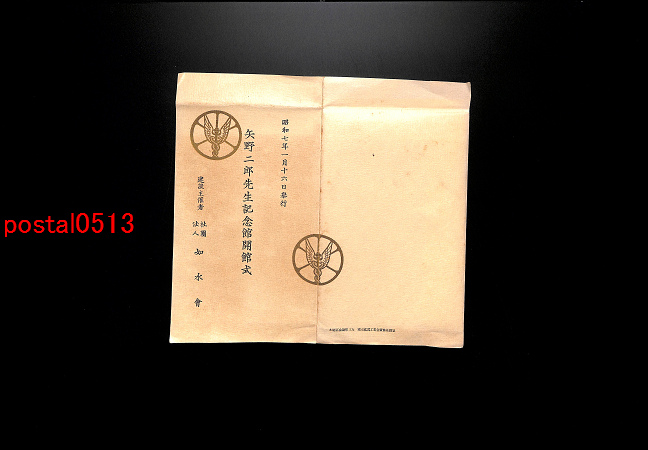 昭和七年一月十六日擧行
矢野二郎先生記念館開館式
建設主催者
社團
法人
如水會
postal0513